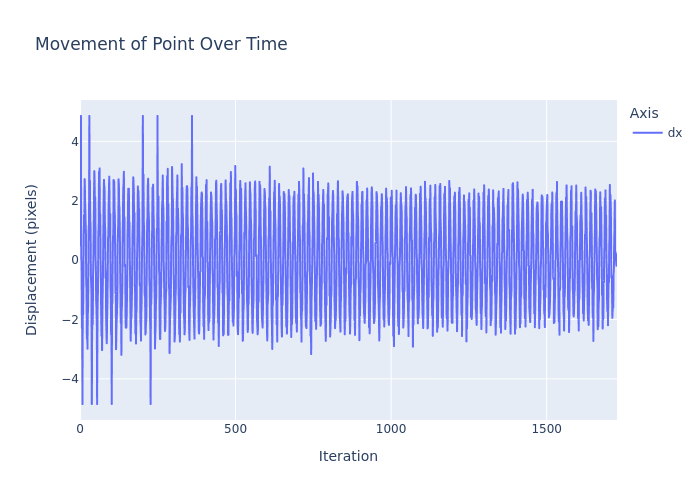 Movement of Point Over Time
Axis
dx
Displacement (pixels)
4
2
0
−2
−4
0
500
1000
1500
Iteration